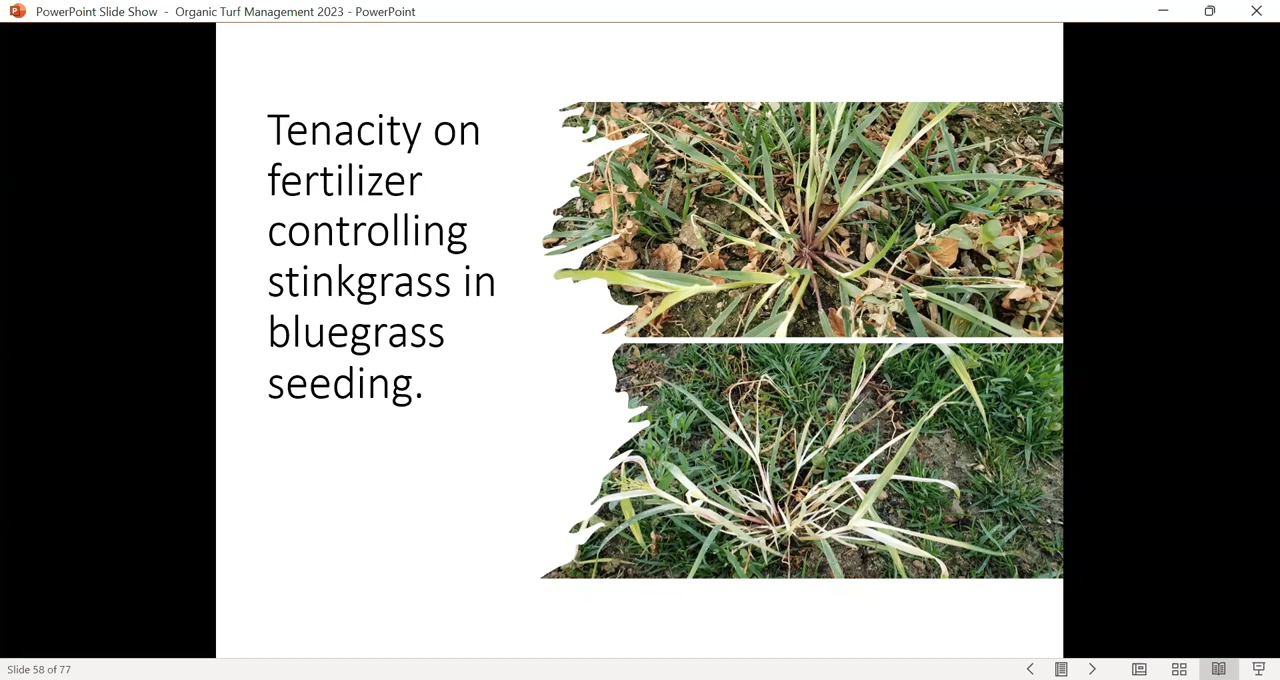 PowerPoint Slide Show - Organic Turf Management 2023 - PowerPoint
Tenacity on
fertilizer
controlling
stinkgrass in
bluegrass
seeding.
Slide 58 of 77